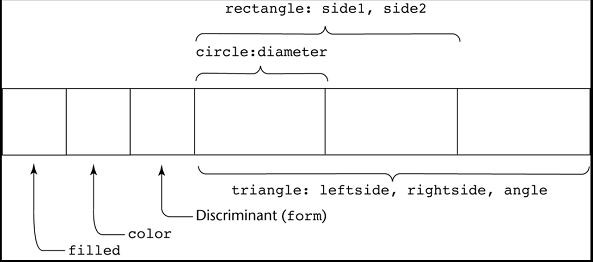 rectangle: side1, side2
circle:diameter
triangle: leftside, rightside, angle
Discriminant (form)
color
filled